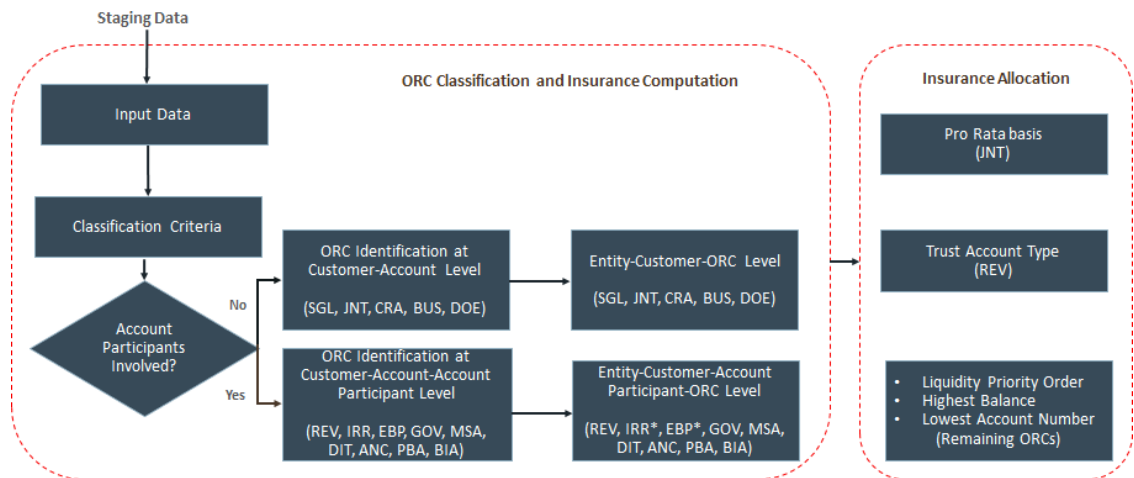 Staging Data
ORC Classification and Insurance Computation
Insurance Allocation
Input Data
Pro Rata basis
(JNT)
Classification Criteria
ORC Identification at
Customer-Account Level
(SGL, JNT, CRA, BUS, DOE)
Entity-Customer-ORC Level
(SGL, JNT, CRA, BUS, DOE)
Trust Account Type
(REV)
No
Account
Participants
Involved?
Yes
ORC Identification at
Customer-Account-Account
Participant Level
(REV, IRR, EBP, GOV, MSA,
DIT, ANC, PBA, BIA)
Entity-Customer-Account
Participant-ORC Level
(REV, IRR*, EBP*, GOV, MSA,
DIT, ANC, PBA, BIA)
• Liquidity Priority Order
• Highest Balance
• Lowest Account Number
(Remaining ORCs)